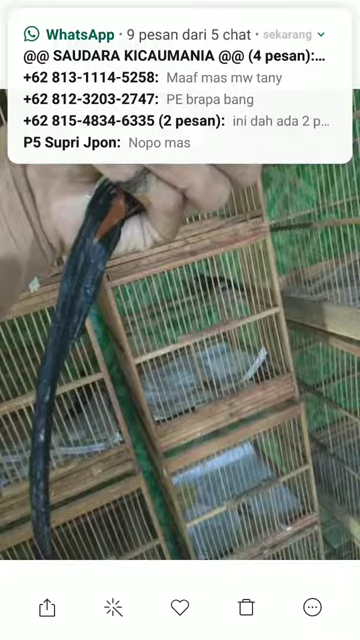 WhatsApp · 9 pesan dari 5 chat · sekarang
@@ SAUDARA KICAUMANIA @@ (4 pesan):...
+62 813-1114-5258: Maaf mas mw tany
+62 812-3203-2747: PE brapa bang
+62 815-4834-6335 (2 pesan): ini dah ada 2 p...
P5 Supri Jpon: Nopo mas